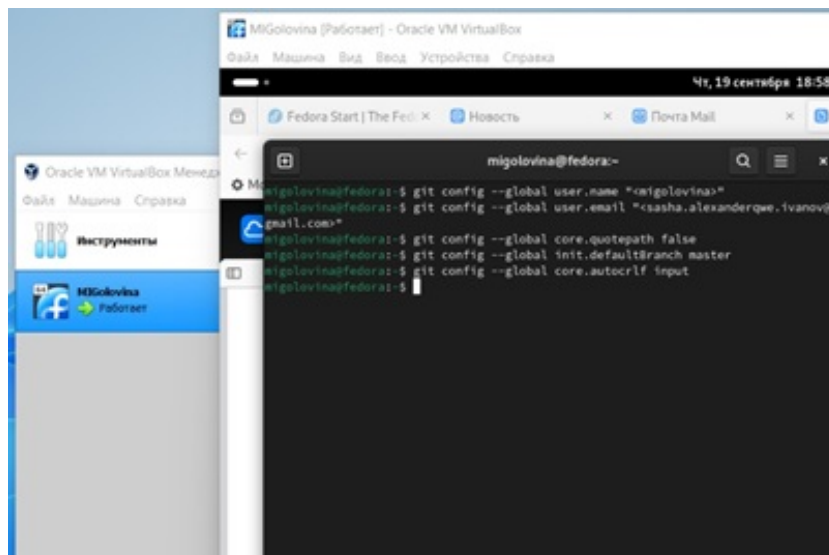 MIGolovina [Работает] - Oracle VM VirtualBox
Файл Машина Вид Ввод Устройства Справка
Чт, 19 сентября 18:58
Fedora Start | The Fed
Новость
Почта Mail
migolovina@fedora:~
migolovina@fedora:~$ git config --global user.name "<migolovina>"
migolovina@fedora:~$ git config --global user.email "<sasha.alexanderqwe.ivanov@
gmail.com>"
migolovina@fedora:~$ git config --global core.quotepath false
migolovina@fedora:~$ git config --global init.defaultBranch master
migolovina@fedora:~$ git config --global core.autocrlf input
migolovina@fedora:~$
Oracle VM VirtualBox Менед
Файл Машина Справка
Инструменты
MIGolovina
Работает